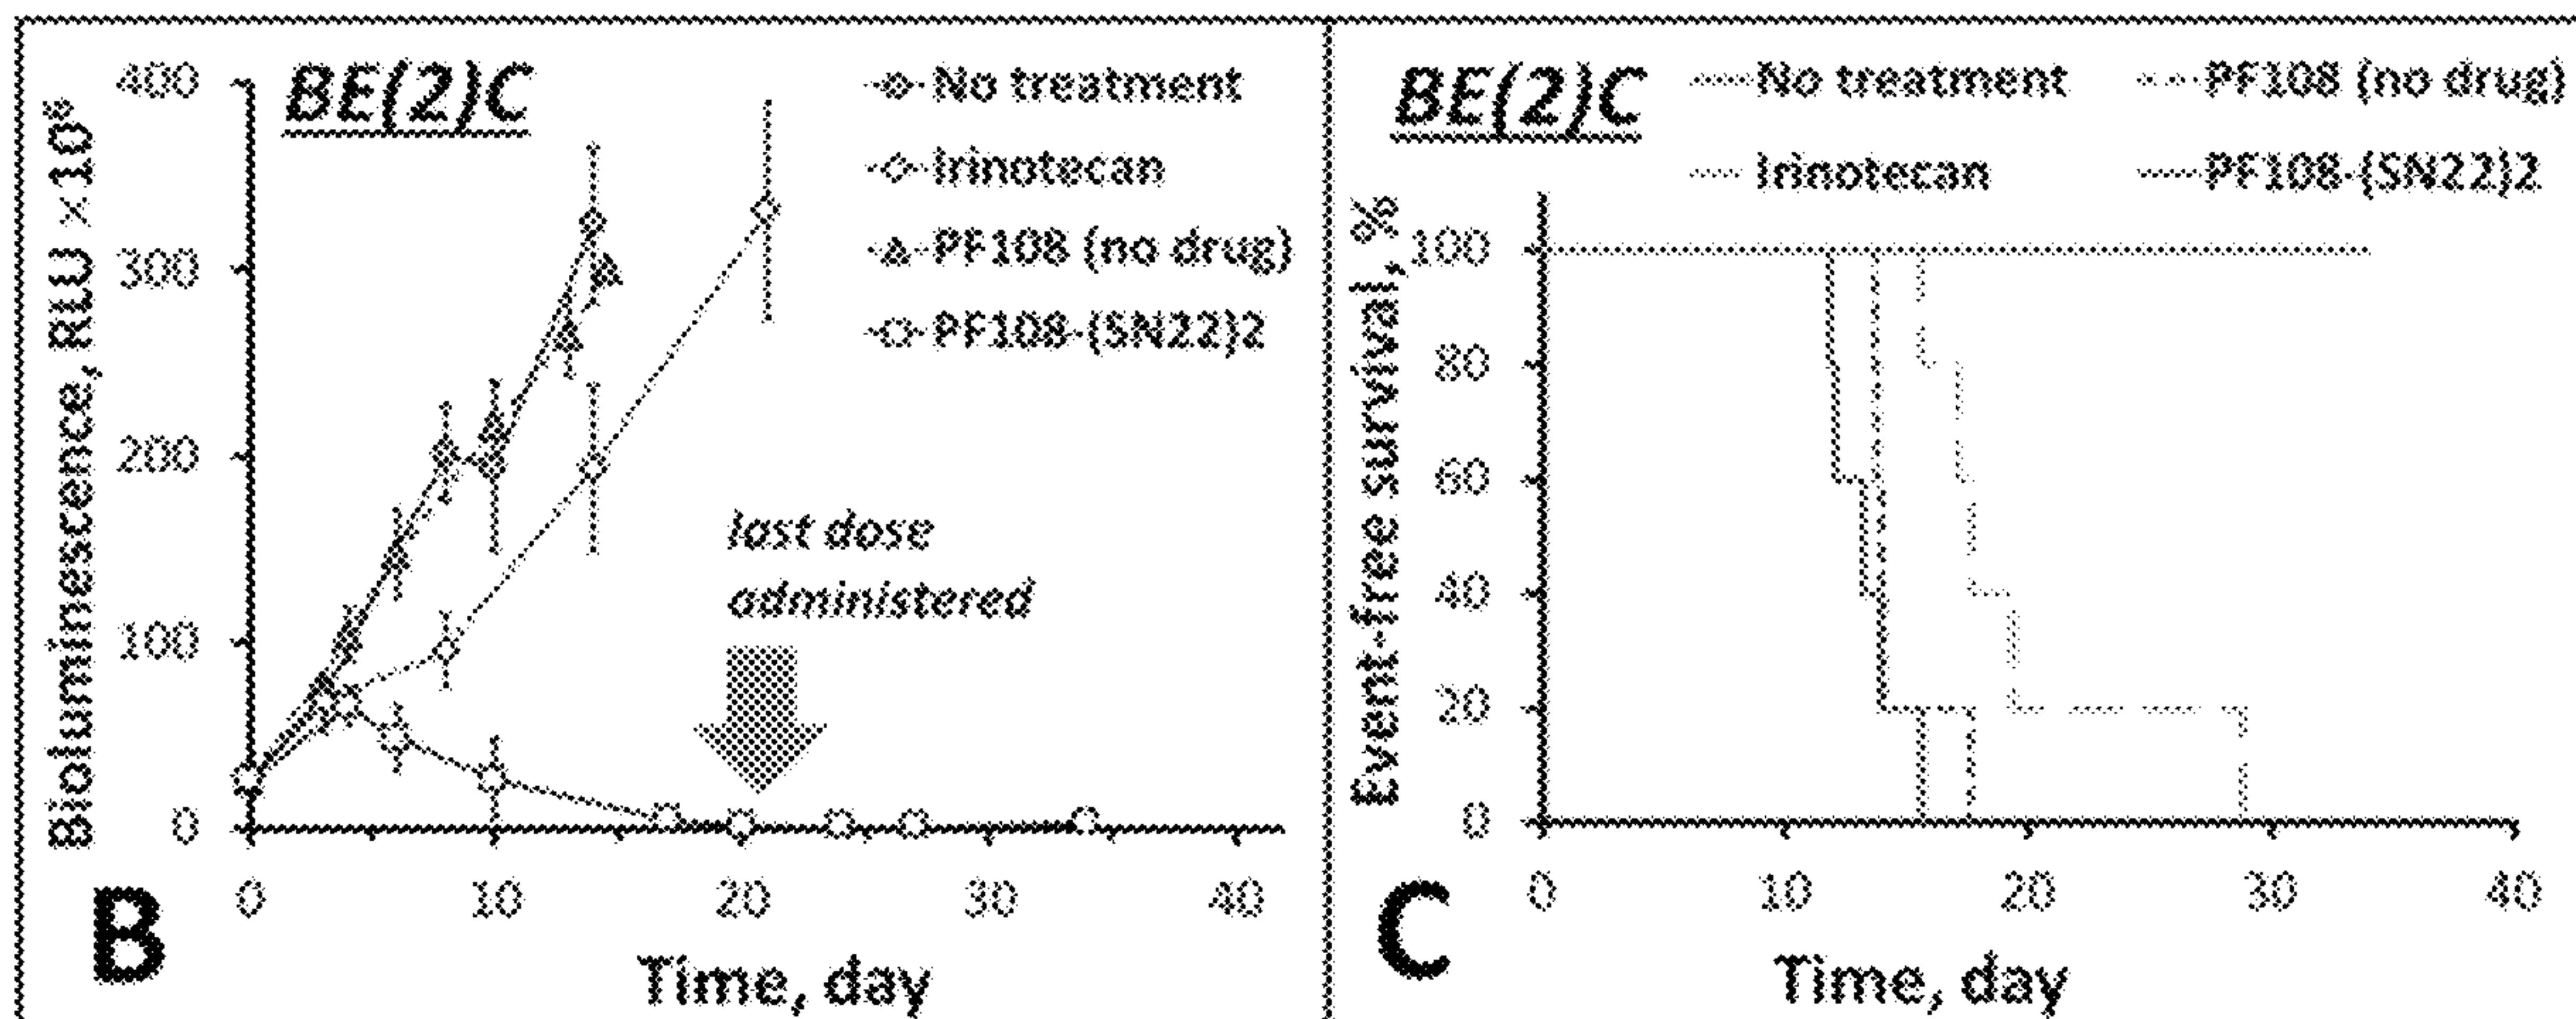 BE(2)C
No treatment
Irinotecan
PF108 (no drug)
PF108-(SN22)2
last dose
administered
Bioluminescence, RLU ×10⁶
400
300
200
100
0
0 10 20 30 40
Time, day
B
BE(2)C
No treatment PF108 (no drug)
Irinotecan PF108-(SN22)2
Event-free survival, %
100
80
60
40
20
0
0 10 20 30 40
Time, day
C